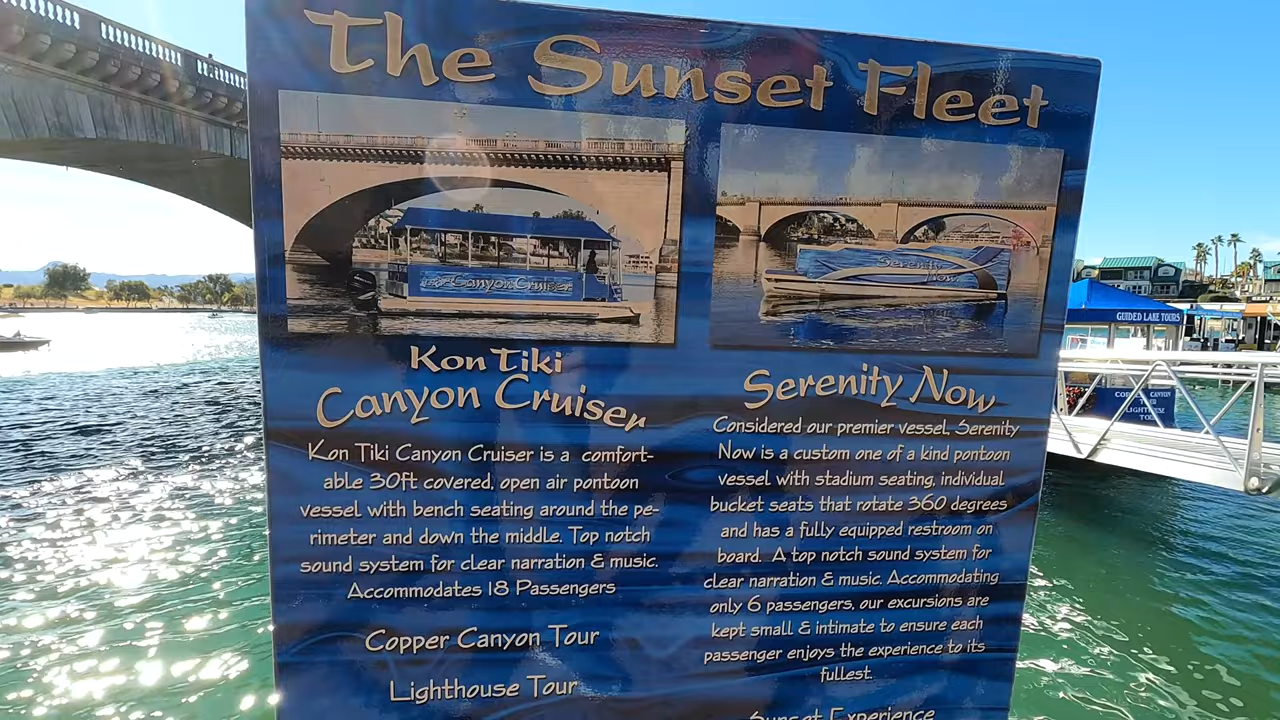 The Sunset Fleet
Canyon Cruiser
Serenity
Now
Kon Tiki
Canyon Cruiser
Kon Tiki Canyon Cruiser is a comfort-
able 30ft covered, open air pontoon
vessel with bench seating around the pe-
rimeter and down the middle. Top notch
sound system for clear narration & music.
Accommodates 18 Passengers
Copper Canyon Tour
Lighthouse Tour
Serenity Now
Considered our premier vessel, Serenity
Now is a custom one of a kind pontoon
vessel with stadium seating, individual
bucket seats that rotate 360 degrees
and has a fully equipped restroom on
board. A top notch sound system for
clear narration & music. Accommodating
only 6 passengers, our excursions are
kept small & intimate to ensure each
passenger enjoys the experience to its
fullest.
Sunset Experience
GUIDED LAKE TOURS
CANYON
TOUR
LIGHTHOUSE